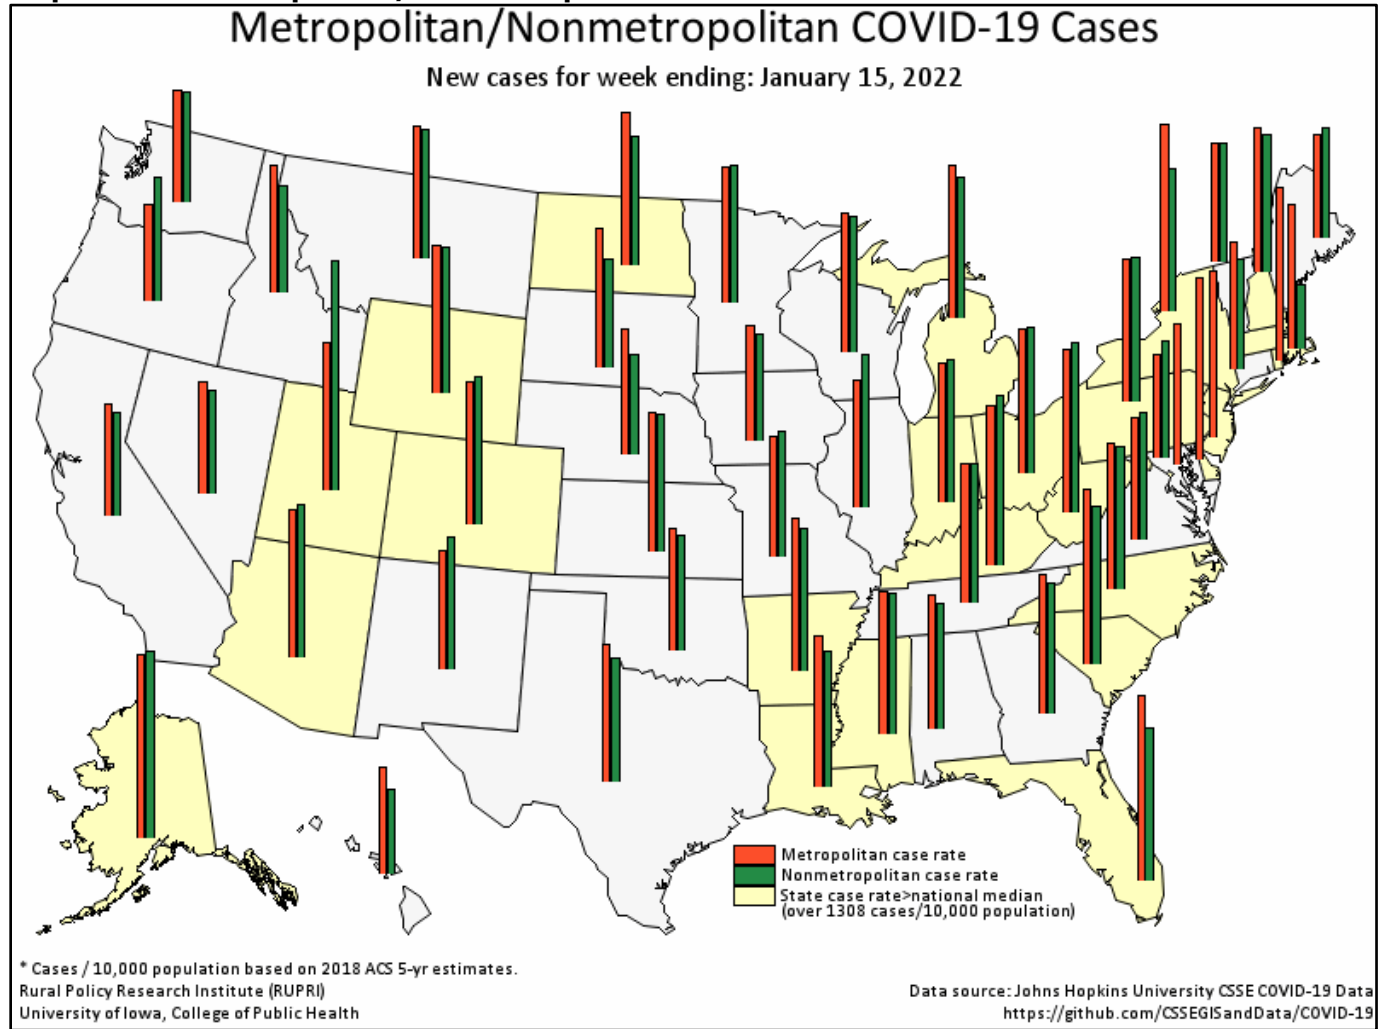 Metropolitan/Nonmetropolitan COVID-19 Cases
New cases for week ending: January 15, 2022
Metropolitan case rate
Nonmetropolitan case rate
State case rate>national median
(over 1308 cases/10,000 population)
* Cases / 10,000 population based on 2018 ACS 5-yr estimates.
Rural Policy Research Institute (RUPRI)
University of Iowa, College of Public Health
Data source: Johns Hopkins University CSSE COVID-19 Data
https://github.com/CSSEGISandData/COVID-19